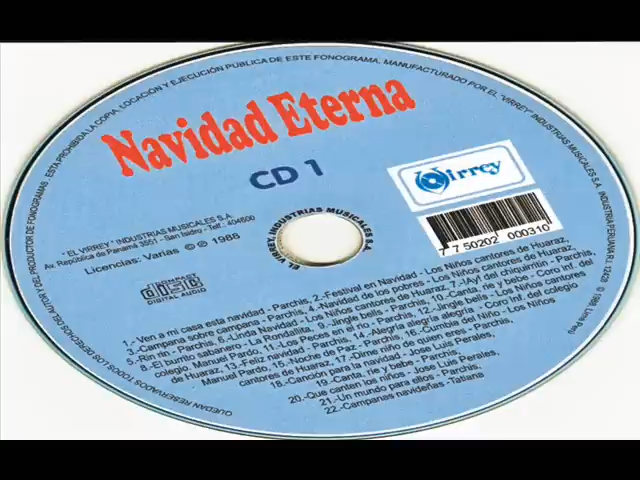 ESTA PROHIBIDA LA COPIA, LOCACIÓN Y EJECUCIÓN PUBLICA DE ESTE FONOGRAMA, MANUFACTURADO POR EL "VIRREY" INDUSTRIAS MUSICALES S.A.
INDUSTRIA PERUANA
1988, Lima Perú
QUEDAN RESERVADOS TODOS LOS DERECHOS DEL AUTOR Y DEL PRODUCTOR DE FONOGRAMAS
Navidad Eterna
CD 1
Virrey
7 50202 000310
EL VIRREY, INDUSTRIAS MUSICALES S.A.
"EL VIRREY" INDUSTRIAS MUSICALES S.A.
Av. República de Panamá 3551 - San Isidro - Telf.: 404600
Licencias: Varias © ℗ 1988
COMPACT
disc
DIGITAL AUDIO
1.- Ven a mi casa esta navidad - Parchís, 2.-Festival en Navidad - Los Niños cantores de Huaraz,
3.-Campana sobre campana - Parchis, 4.-Navidad de los pobres - Los Niños cantores de Huaraz,
5.-Rin rin - Parchis, 6.-Linda Navidad - Los Niños cantores de Huaraz, 7.-¡Ay! del chiquirritín - Parchis,
8.-El burrito sabanero - La Rondallita, 9.-Jingle bells - Parchis, 10.-Canta, ríe y bebe - Coro inf. del
colegio. Manuel Pardo, 11.-Los Peces en el río - Parchis, 12.-Jingle bells - Los Niños cantores
de Huaraz, 13.-Feliz navidad - Parchis, 14.-Alegría alegría alegría - Coro inf. del colegio
Manuel Pardo, 15.-Noche de Paz - Parchis, 16.-Cumbia del Niño - Los Niños
cantores de Huaraz, 17.-Dime niño de quien eres - Parchis,
18.-Canción para la navidad - José Luis Perales,
19.-Canta, ríe y bebe - Parchis,
20.-Que canten los niños - Jose Luis Perales,
21.-Un mundo para ellos - Parchis,
22.-Campanas navideñas - Tatiana